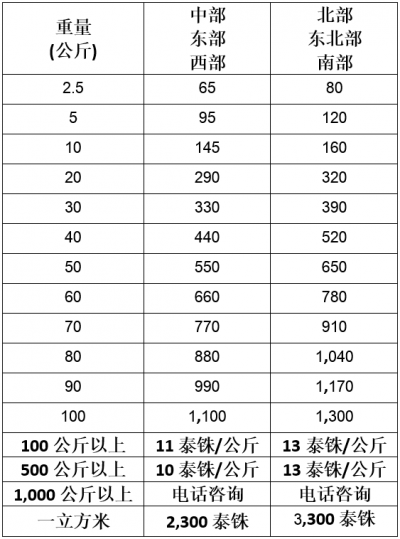 重量
(公斤)
中部
东部
西部
北部
东北部
南部
2.5 65 80
5 95 120
10 145 160
20 290 320
30 330 390
40 440 520
50 550 650
60 660 780
70 770 910
80 880 1,040
90 990 1,170
100 1,100 1,300
100 公斤以上 11 泰铢/公斤 13 泰铢/公斤
500 公斤以上 10 泰铢/公斤 13 泰铢/公斤
1,000 公斤以上 电话咨询 电话咨询
一立方米 2,300 泰铢 3,300 泰铢